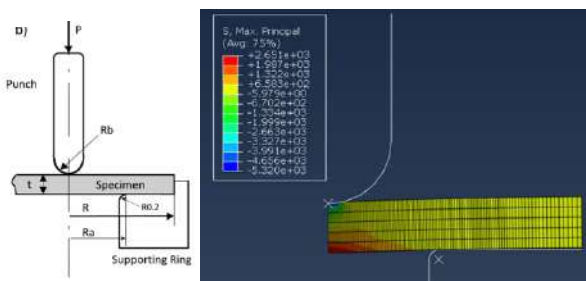 D)
P
Punch
Rb
t
Specimen
R
R0.2
Ra
Supporting Ring
S, Max. Principal
(Avg: 75%)
+2.651e+03
+1.987e+03
+1.322e+03
+6.583e+02
-5.979e+00
-6.702e+02
-1.334e+03
-1.999e+03
-2.663e+03
-3.327e+03
-3.991e+03
-4.656e+03
-5.320e+03